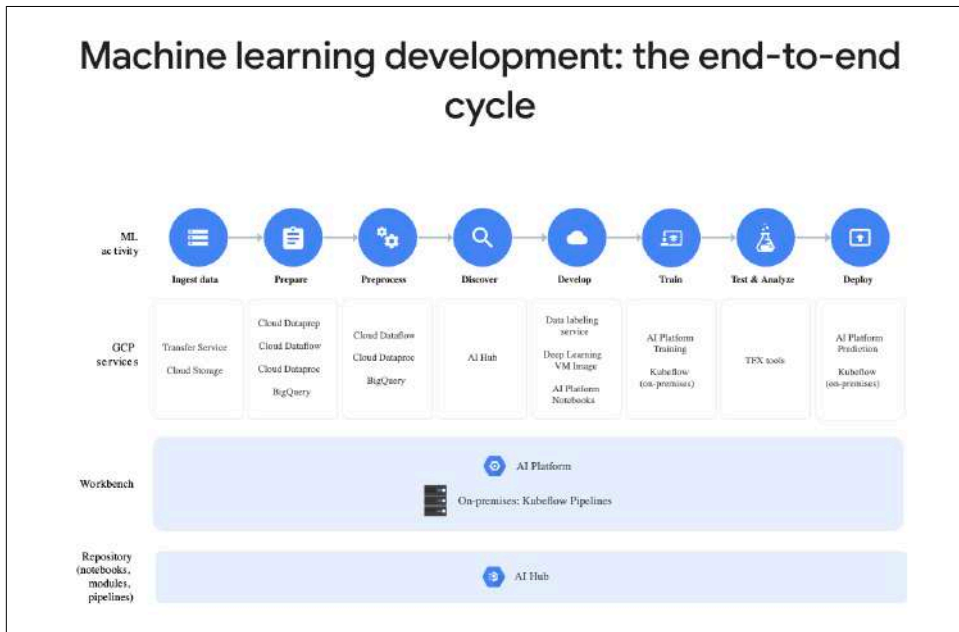 Machine learning development: the end-to-end
cycle
ML
activity
Ingest data
Prepare
Preprocess
Discover
Develop
Train
Test & Analyze
Deploy
GCP
services
Transfer Service
Cloud Storage
Cloud Dataprep
Cloud Dataflow
Cloud Dataproc
BigQuery
Cloud Dataflow
Cloud Dataproc
BigQuery
AI Hub
Data labeling
service
Deep Learning
VM Image
AI Platform
Notebooks
AI Platform
Training
Kubeflow
(on-premises)
TFX tools
AI Platform
Prediction
Kubeflow
(on-premises)
Workbench
AI Platform
On-premises: Kubeflow Pipelines
Repository
(notebooks,
modules,
pipelines)
AI Hub